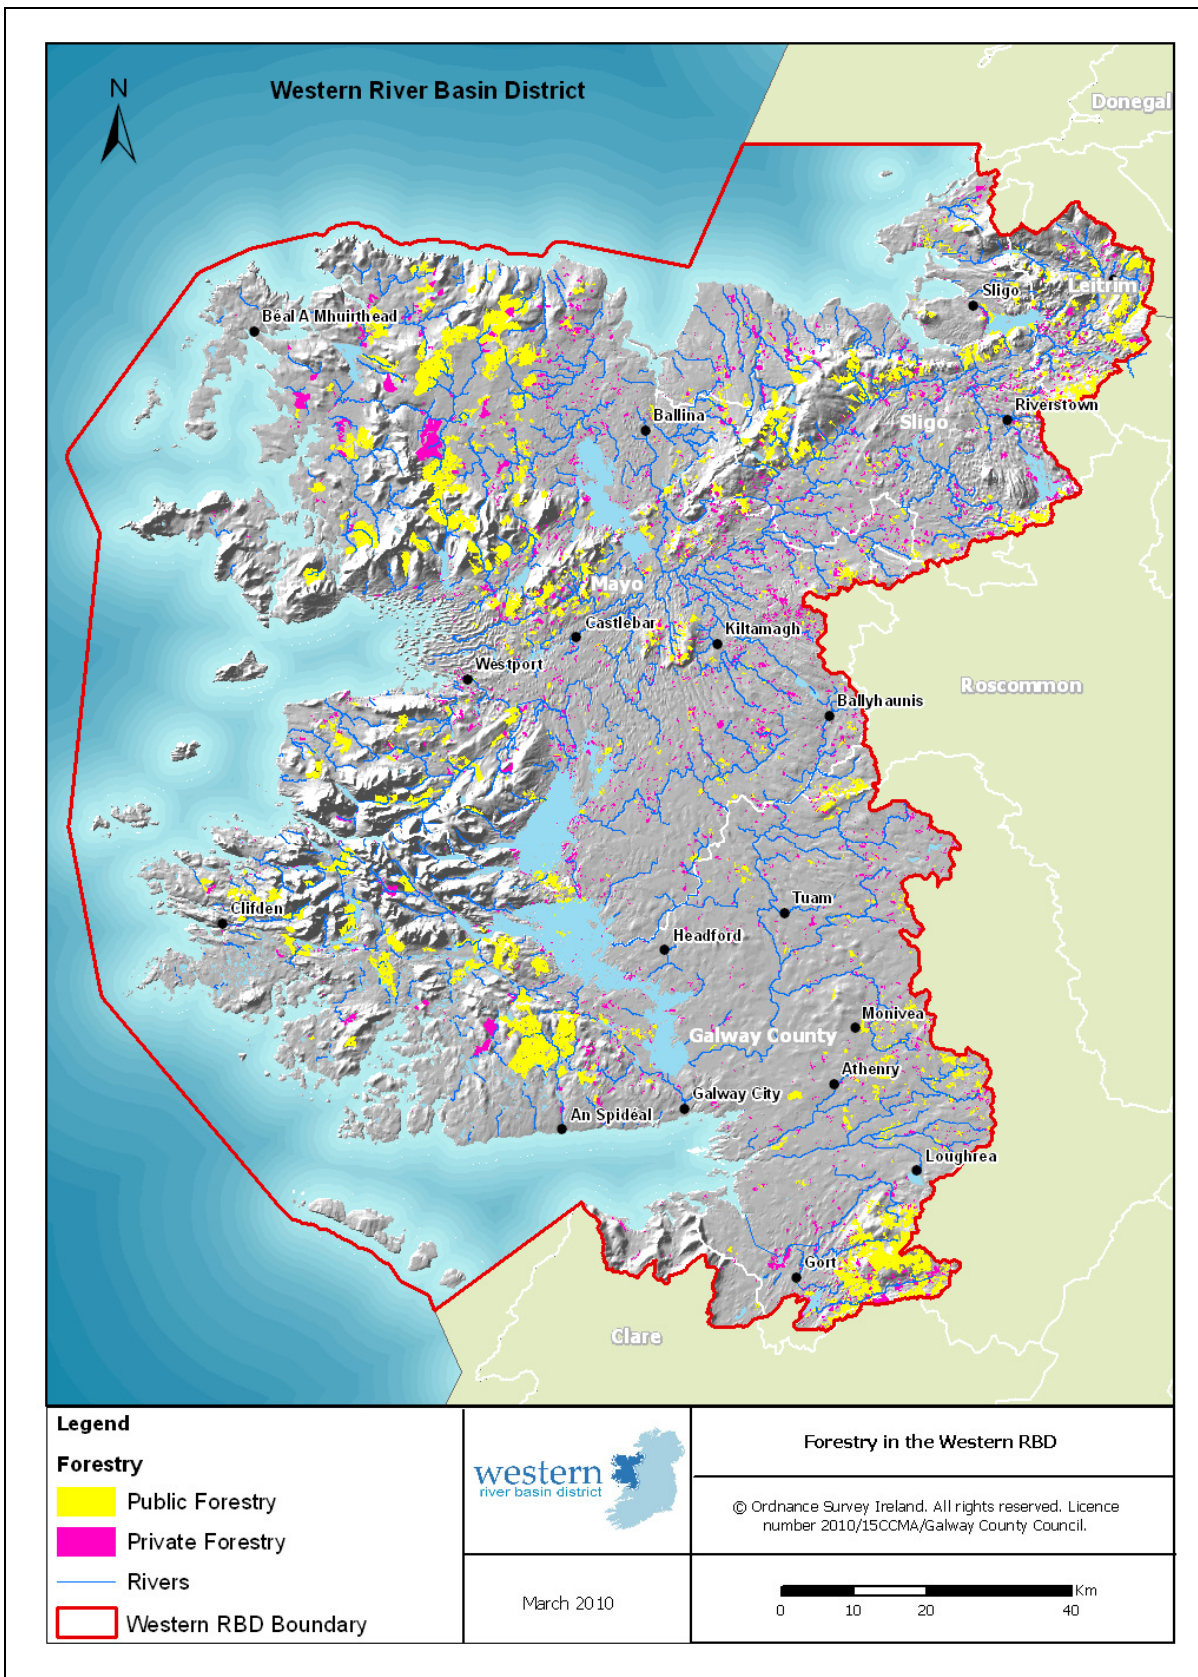 Western River Basin District
N
Donegal
Leitrim
Sligo
Béal A Mhuirthead
Riverstown
Ballina
Sligo
Mayo
Castlebar
Kiltamagh
Westport
Roscommon
Ballyhaunis
Tuam
Clifden
Headford
Monivea
Galway County
Athenry
Galway City
An Spidéal
Loughrea
Gort
Clare
Legend
Forestry
Public Forestry
Private Forestry
Rivers
Western RBD Boundary
western
river basin district
March 2010
Forestry in the Western RBD
© Ordnance Survey Ireland. All rights reserved. Licence
number 2010/15CCMA/Galway County Council.
Km
0 10 20 40